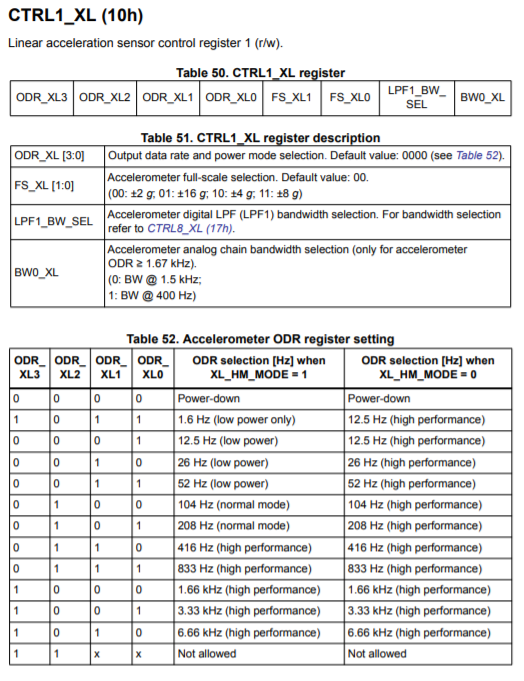 CTRL1_XL (10h)
Linear acceleration sensor control register 1 (r/w).
Table 50. CTRL1_XL register
ODR_XL3 ODR_XL2 ODR_XL1 ODR_XL0 FS_XL1 FS_XL0 LPF1_BW_ SEL BW0_XL
Table 51. CTRL1_XL register description
ODR_XL [3:0] Output data rate and power mode selection. Default value: 0000 (see Table 52).
FS_XL [1:0] Accelerometer full-scale selection. Default value: 00.
(00: ±2 g; 01: ±16 g; 10: ±4 g; 11: ±8 g)
LPF1_BW_SEL Accelerometer digital LPF (LPF1) bandwidth selection. For bandwidth selection
refer to CTRL8_XL (17h).
BW0_XL Accelerometer analog chain bandwidth selection (only for accelerometer
ODR ≥ 1.67 kHz).
(0: BW @ 1.5 kHz;
1: BW @ 400 Hz)
Table 52. Accelerometer ODR register setting
ODR_ XL3 ODR_ XL2 ODR_ XL1 ODR_ XL0 ODR selection [Hz] when XL_HM_MODE = 1 ODR selection [Hz] when XL_HM_MODE = 0
0 0 0 0 Power-down Power-down
1 0 1 1 1.6 Hz (low power only) 12.5 Hz (high performance)
0 0 0 1 12.5 Hz (low power) 12.5 Hz (high performance)
0 0 1 0 26 Hz (low power) 26 Hz (high performance)
0 0 1 1 52 Hz (low power) 52 Hz (high performance)
0 1 0 0 104 Hz (normal mode) 104 Hz (high performance)
0 1 0 1 208 Hz (normal mode) 208 Hz (high performance)
0 1 1 0 416 Hz (high performance) 416 Hz (high performance)
0 1 1 1 833 Hz (high performance) 833 Hz (high performance)
1 0 0 0 1.66 kHz (high performance) 1.66 kHz (high performance)
1 0 0 1 3.33 kHz (high performance) 3.33 kHz (high performance)
1 0 1 0 6.66 kHz (high performance) 6.66 kHz (high performance)
1 1 x x Not allowed Not allowed